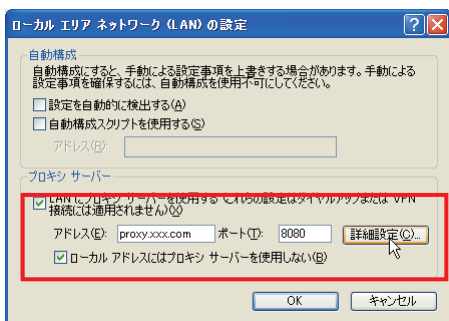 ローカル エリア ネットワーク (LAN) の設定
自動構成
自動構成にすると、手動による設定事項を上書きする場合があります。手動による
設定事項を確保するには、自動構成を使用不可にしてください。
設定を自動的に検出する(A)
自動構成スクリプトを使用する(S)
アドレス(R):
プロキシ サーバー
LAN にプロキシ サーバーを使用する (これらの設定はダイヤルアップまたは VPN
接続には適用されません)(X)
アドレス(E): proxy.xxx.com ポート(T): 8080 詳細設定(C)...
ローカル アドレスにはプロキシ サーバーを使用しない(B)
OK キャンセル